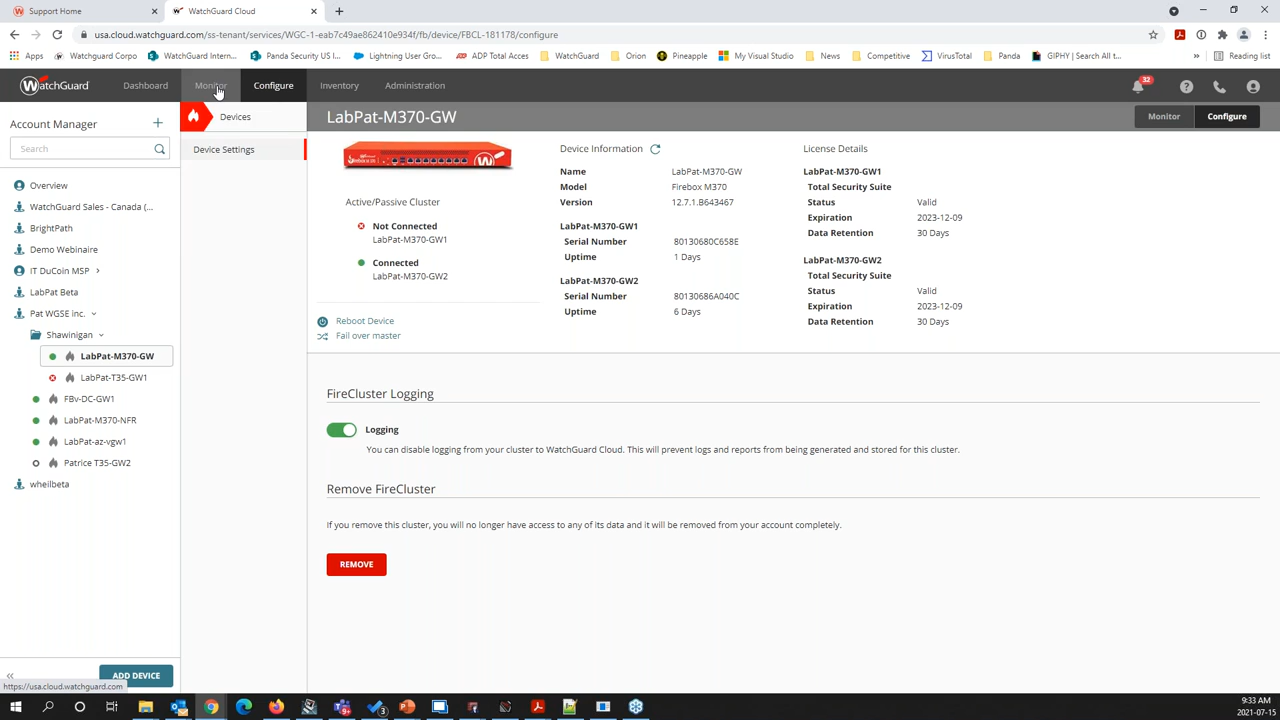 Support Home
WatchGuard Cloud
usa.cloud.watchguard.com/ss-tenant/services/WGC-1-eab7c49ae862410e934f/fb/device/FBCL-181178/configure
Apps
Watchguard Corpo
WatchGuard Intern...
Panda Security US I...
Lightning User Gro...
ADP Total Acces
WatchGuard
Orion
Pineapple
My Visual Studio
News
Competitive
VirusTotal
Panda
GIPHY | Search All t...
»
Reading list
WatchGuard
Dashboard
Monitor
Configure
Inventory
Administration
32
Account Manager
Search
Overview
WatchGuard Sales - Canada (...
BrightPath
Demo Webinaire
IT DuCoin MSP
LabPat Beta
Pat WGSE inc.
Shawinigan
LabPat-M370-GW
LabPat-T35-GW1
FBv-DC-GW1
LabPat-M370-NFR
LabPat-az-vgw1
Patrice T35-GW2
wheilbeta
ADD DEVICE
https://usa.cloud.watchguard.com
Devices
Device Settings
LabPat-M370-GW
Monitor
Configure
Active/Passive Cluster
Not Connected
LabPat-M370-GW1
Connected
LabPat-M370-GW2
Reboot Device
Fail over master
Device Information
Name LabPat-M370-GW
Model Firebox M370
Version 12.7.1.B643467
LabPat-M370-GW1
Serial Number 80130680C658E
Uptime 1 Days
LabPat-M370-GW2
Serial Number 80130686A040C
Uptime 6 Days
License Details
LabPat-M370-GW1
Total Security Suite
Status Valid
Expiration 2023-12-09
Data Retention 30 Days
LabPat-M370-GW2
Total Security Suite
Status Valid
Expiration 2023-12-09
Data Retention 30 Days
FireCluster Logging
Logging
You can disable logging from your cluster to WatchGuard Cloud. This will prevent logs and reports from being generated and stored for this cluster.
Remove FireCluster
If you remove this cluster, you will no longer have access to any of its data and it will be removed from your account completely.
REMOVE
9:33 AM
2021-07-15